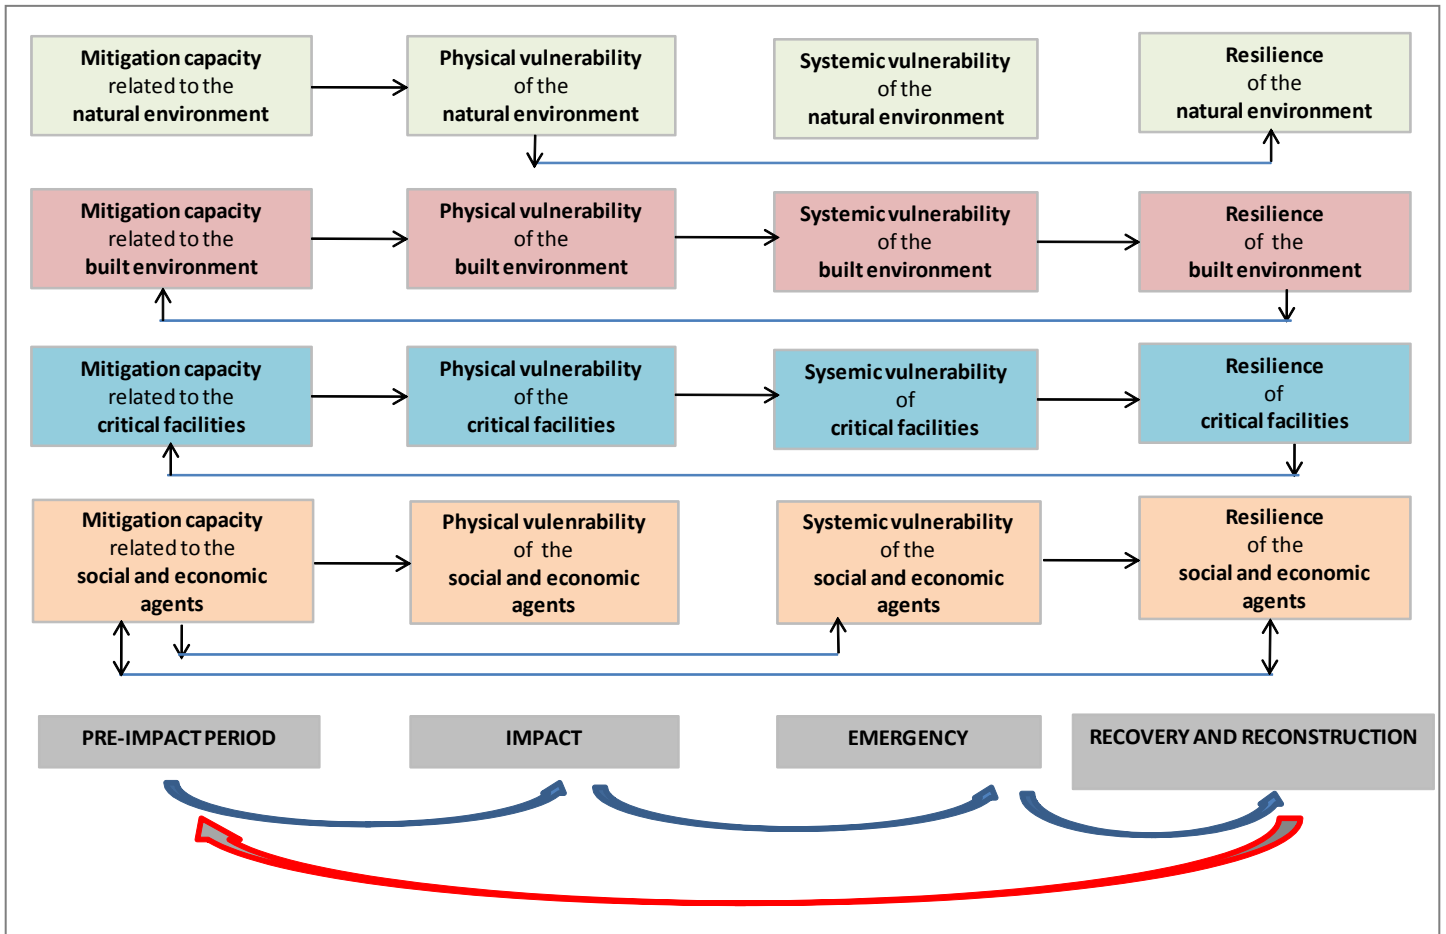 Mitigation capacity
related to the
natural environment
Physical vulnerability
of the
natural environment
Systemic vulnerability
of the
natural environment
Resilience
of the
natural environment
Mitigation capacity
related to the
built environment
Physical vulnerability
of the
built environment
Systemic vulnerability
of the
built environment
Resilience
of the
built environment
Mitigation capacity
related to the
critical facilities
Physical vulnerability
of the
critical facilities
Sysemic vulnerability
of
critical facilities
Resilience
of
critical facilities
Mitigation capacity
related to the
social and economic
agents
Physical vulenrability
of the
social and economic
agents
Systemic vulnerability
of the
social and economic
agents
Resilience
of the
social and economic
agents
PRE-IMPACT PERIOD
IMPACT
EMERGENCY
RECOVERY AND RECONSTRUCTION